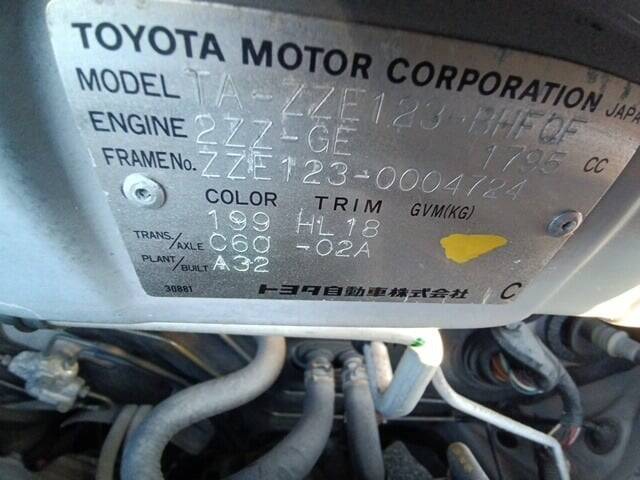 TOYOTA MOTOR CORPORATION JAPAN
MODEL TA-ZZE123-BHFQF
ENGINE 2ZZ-GE 1795 CC
FRAME No. ZZE123-0004724
COLOR TRIM GVM(KG)
199 HL18
TRANS./AXLE C60 -02A
PLANT/BUILT A32
30881 トヨタ自動車株式会社 C